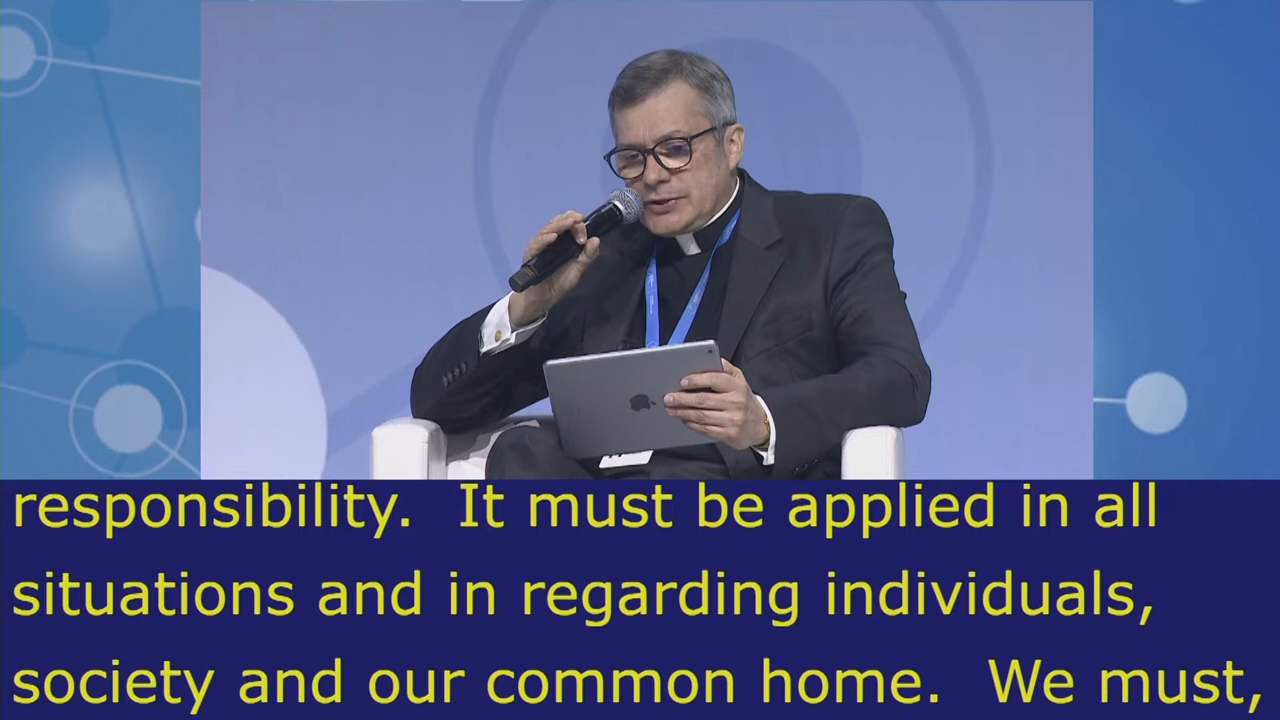 responsibility.  It must be applied in all
situations and in regarding individuals,
society and our common home.  We must,